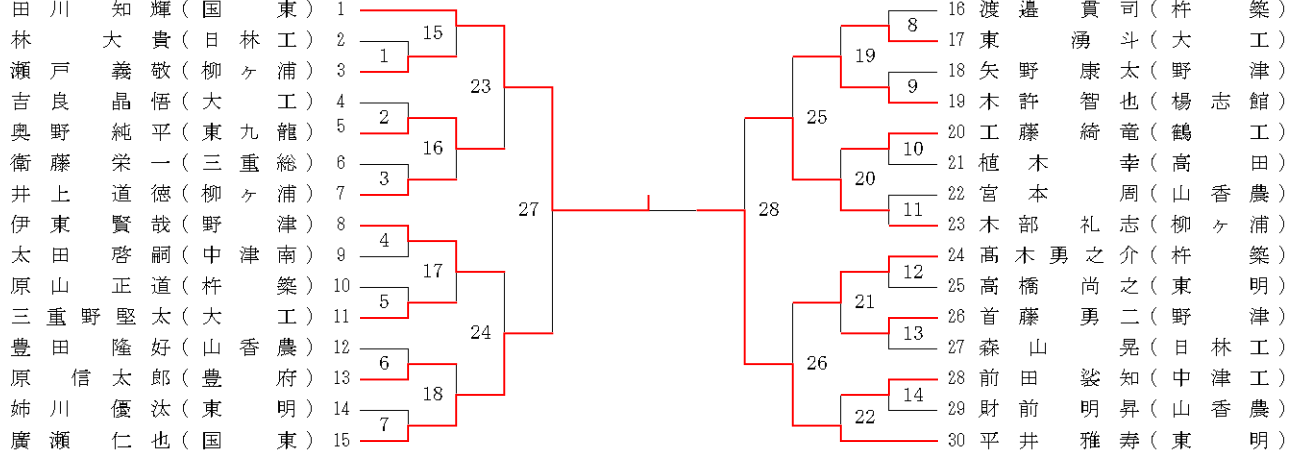 田川知輝(国東) 1
林大貴(日林工) 2
瀬戸義敬(柳ヶ浦) 3
吉良晶悟(大工) 4
奥野純平(東九龍) 5
衛藤栄一(三重総) 6
井上道徳(柳ヶ浦) 7
伊東賢哉(野津) 8
太田啓嗣(中津南) 9
原山正道(杵築) 10
三重野堅太(大工) 11
豊田隆好(山香農) 12
原信太郎(豊府) 13
姉川優汰(東明) 14
廣瀬仁也(国東) 15
15
1
23
2
16
3
27
4
17
5
24
6
18
7
8
19
9
25
10
20
11
28
12
21
13
26
14
22
16 渡邉貫司(杵築)
17 東湧斗(大工)
18 矢野康太(野津)
19 木許智也(楊志館)
20 工藤綺竜(鶴工)
21 植木幸(高田)
22 宮本周(山香農)
23 木部礼志(柳ヶ浦)
24 髙木勇之介(杵築)
25 高橋尚之(東明)
26 首藤勇二(野津)
27 森山晃(日林工)
28 前田袈知(中津工)
29 財前明昇(山香農)
30 平井雅寿(東明)